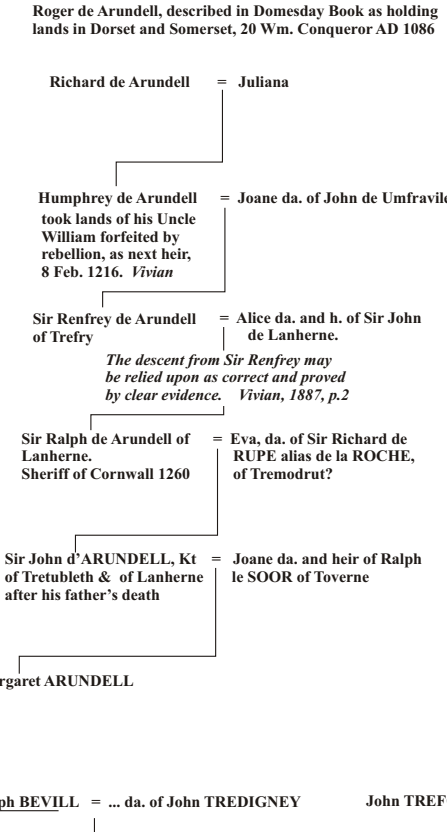 Roger de Arundell, described in Domesday Book as holding
lands in Dorset and Somerset, 20 Wm. Conqueror AD 1086
Richard de Arundell = Juliana
Humphrey de Arundell = Joane da. of John de Umfravile
took lands of his Uncle
William forfeited by
rebellion, as next heir,
8 Feb. 1216. Vivian
Sir Renfrey de Arundell = Alice da. and h. of Sir John
of Trefry de Lanherne.
The descent from Sir Renfrey may
be relied upon as correct and proved
by clear evidence. Vivian, 1887, p.2
Sir Ralph de Arundell of = Eva, da. of Sir Richard de
Lanherne. RUPE alias de la ROCHE,
Sheriff of Cornwall 1260 of Tremodrut?
Sir John d'ARUNDELL, Kt = Joane da. and heir of Ralph
of Tretubleth & of Lanherne le SOOR of Toverne
after his father's death
rgaret ARUNDELL
ph BEVILL = ... da. of John TREDIGNEY John TREF